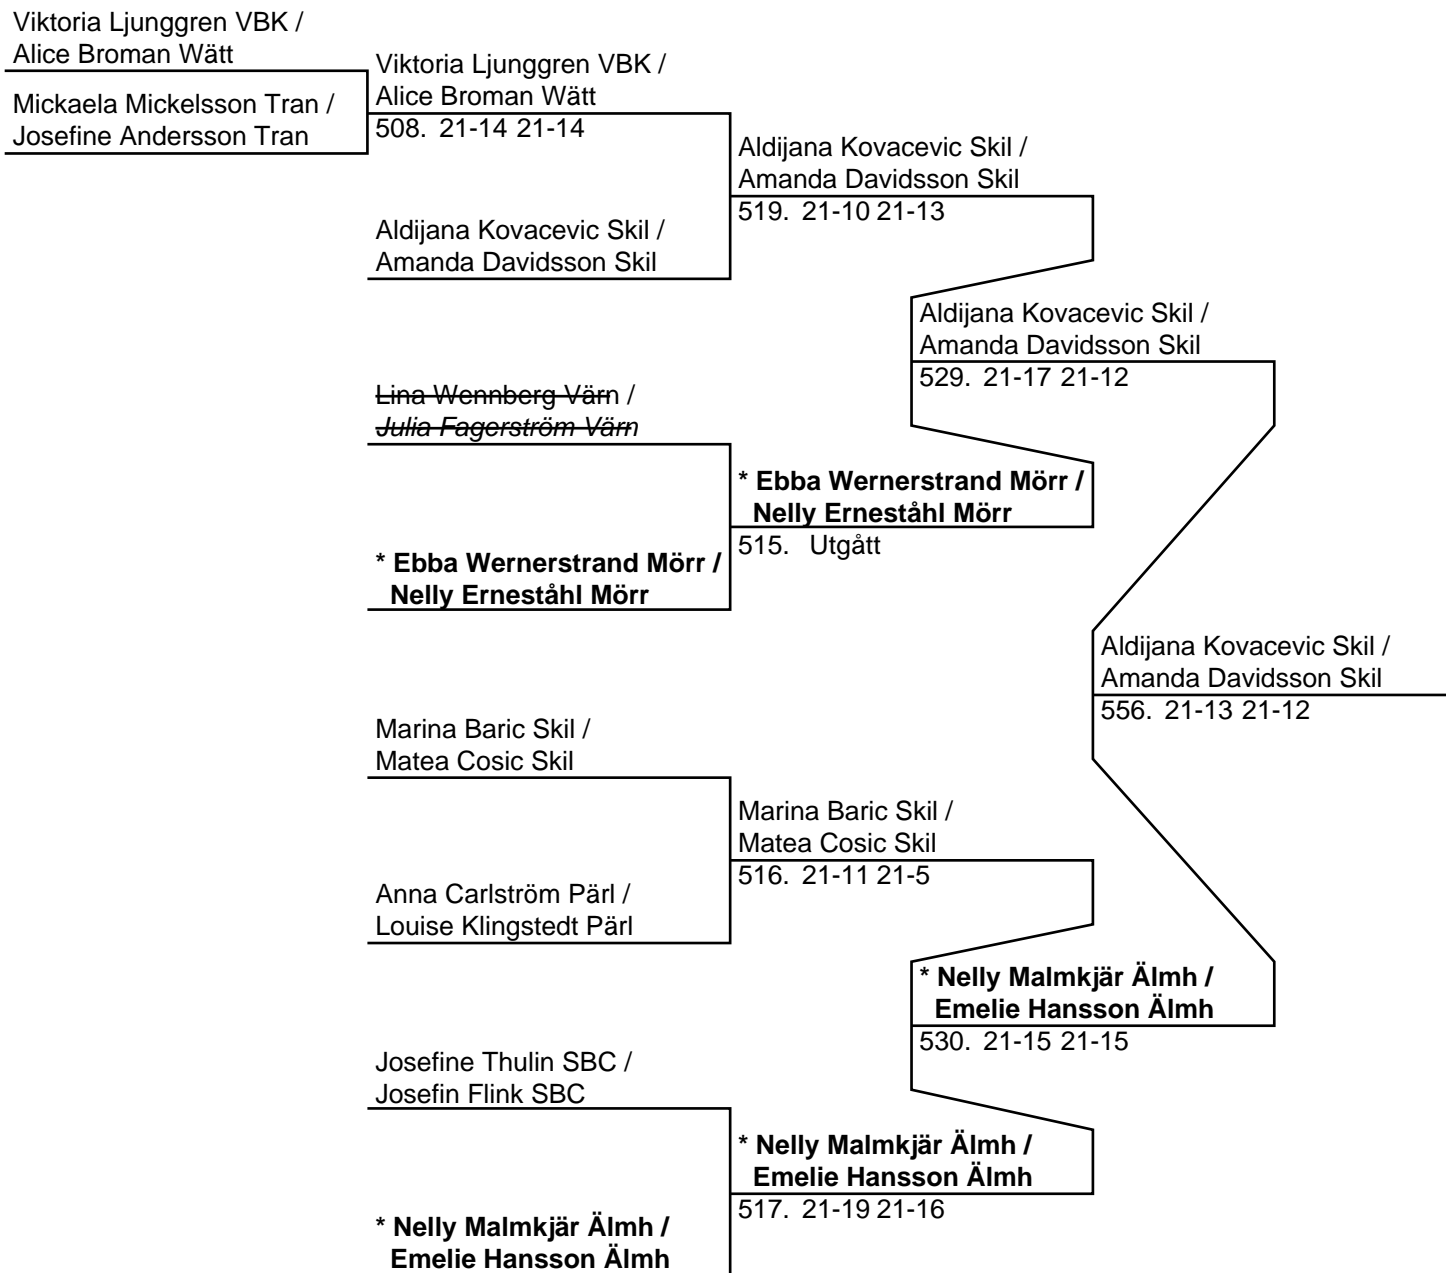 Viktoria Ljunggren VBK /
Alice Broman Wätt
Mickaela Mickelsson Tran /
Josefine Andersson Tran
Viktoria Ljunggren VBK /
Alice Broman Wätt
508. 21-14 21-14
Aldijana Kovacevic Skil /
Amanda Davidsson Skil
Aldijana Kovacevic Skil /
Amanda Davidsson Skil
519. 21-10 21-13
Lina Wennberg Värn /
Julia Fagerström Värn
* Ebba Wernerstrand Mörr /
Nelly Erneståhl Mörr
* Ebba Wernerstrand Mörr /
Nelly Erneståhl Mörr
515. Utgått
Aldijana Kovacevic Skil /
Amanda Davidsson Skil
529. 21-17 21-12
Marina Baric Skil /
Matea Cosic Skil
Anna Carlström Pärl /
Louise Klingstedt Pärl
Marina Baric Skil /
Matea Cosic Skil
516. 21-11 21-5
Josefine Thulin SBC /
Josefin Flink SBC
* Nelly Malmkjär Älmh /
Emelie Hansson Älmh
* Nelly Malmkjär Älmh /
Emelie Hansson Älmh
517. 21-19 21-16
* Nelly Malmkjär Älmh /
Emelie Hansson Älmh
530. 21-15 21-15
Aldijana Kovacevic Skil /
Amanda Davidsson Skil
556. 21-13 21-12